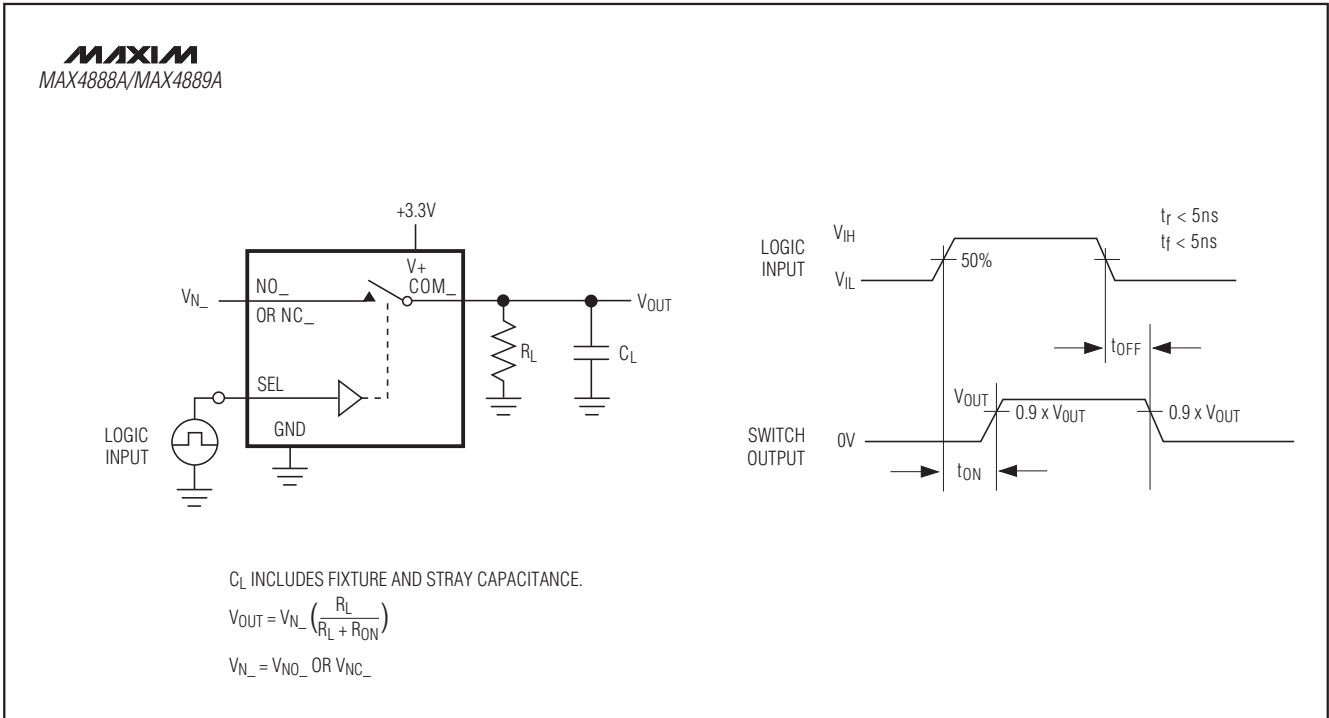 MAXIM
MAX4888A/MAX4889A
+3.3V
V+
V_N_
NO_
OR NC_
COM_
V_OUT
R_L
C_L
SEL
GND
LOGIC
INPUT
C_L INCLUDES FIXTURE AND STRAY CAPACITANCE.
V_OUT = V_N_ (R_L / R_L + R_ON)
V_N_ = V_NO_ OR V_NC_
LOGIC
INPUT
V_IH
V_IL
50%
t_r < 5ns
t_f < 5ns
t_OFF
SWITCH
OUTPUT
V_OUT
0V
0.9 x V_OUT
0.9 x V_OUT
t_ON